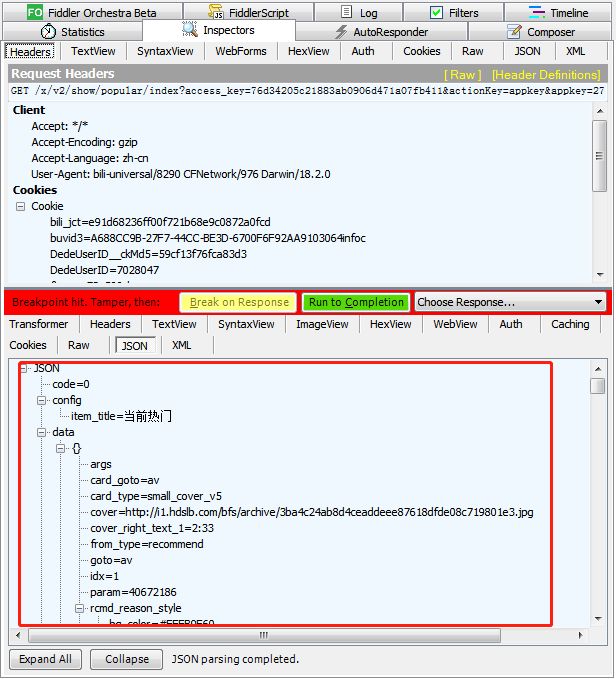 FO Fiddler Orchestra Beta
JS FiddlerScript
Log
Filters
Timeline
Statistics
Inspectors
AutoResponder
Composer
Headers TextView SyntaxView WebForms HexView Auth Cookies Raw JSON XML
Request Headers [ Raw ] [Header Definitions]
GET /x/v2/show/popular/index?access_key=76d34205c21883ab0906d471a07fb411&actionKey=appkey&appkey=27
Client
Accept: */*
Accept-Encoding: gzip
Accept-Language: zh-cn
User-Agent: bili-universal/8290 CFNetwork/976 Darwin/18.2.0
Cookies
Cookie
bili_jct=e91d68236ff00f721b68e9c0872a0fcd
buvid3=A688CC9B-27F7-44CC-BE3D-6700F6F92AA9103064infoc
DedeUserID__ckMd5=59cf13f76fca83d3
DedeUserID=7028047
Breakpoint hit. Tamper, then: Break on Response Run to Completion Choose Response...
Transformer Headers TextView SyntaxView ImageView HexView WebView Auth Caching
Cookies Raw JSON XML
JSON
code=0
config
item_title=当前热门
data
{}
args
card_goto=av
card_type=small_cover_v5
cover=http://i1.hdslb.com/bfs/archive/3ba4c24ab8d4ceaddeee87618dfde08c719801e3.jpg
cover_right_text_1=2:33
from_type=recommend
goto=av
idx=1
param=40672186
rcmd_reason_style
Expand All Collapse JSON parsing completed.